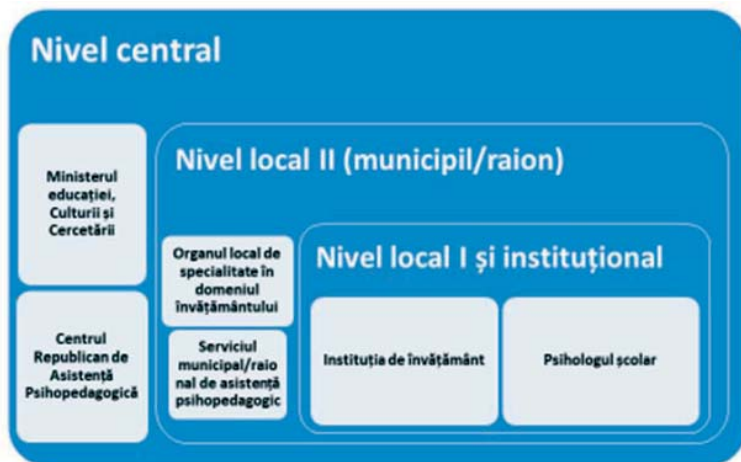 Nivel central
Ministerul
educației,
Culturii și
Cercetării
Centrul
Republican de
Asistență
Psihopedagogică
Nivel local II (municipil/raion)
Organul local de
specialitate în
domeniul
învățământului
Serviciul
municipal/raio
nal de asistență
psihopedagogic
Nivel local I și instituțional
Instituția de învățământ
Psihologul școlar